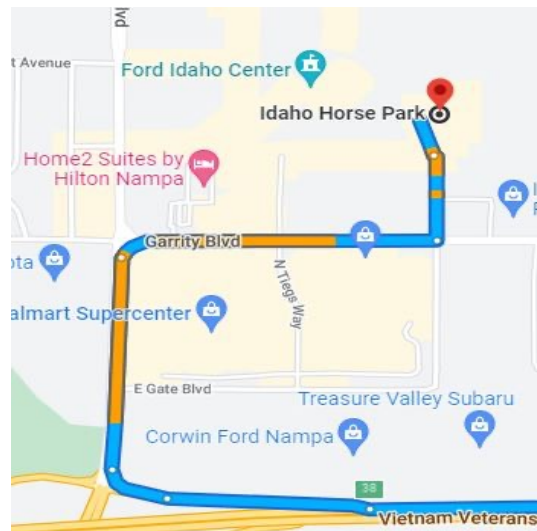 lvd
t Avenue
Ford Idaho Center
Idaho Horse Park
Home2 Suites by
Hilton Nampa
Garrity Blvd
ota
N Tiegs Way
almart Supercenter
E Gate Blvd
Treasure Valley Subaru
Corwin Ford Nampa
38
Vietnam Veterans